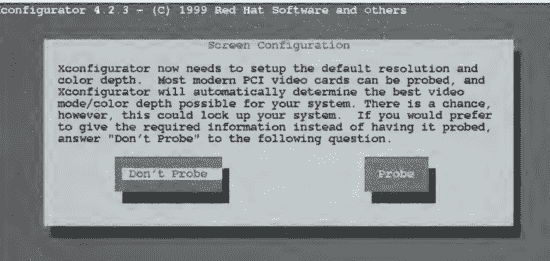 Xconfigurator 4.2.3 - (C) 1999 Red Hat Software and others
Screen Configuration
Xconfigurator now needs to setup the default resolution and
color depth.  Most modern PCI video cards can be probed, and
Xconfigurator will automatically determine the best video
mode/color depth possible for your system. There is a chance,
however, this could lock up your system.  If you would prefer
to give the required information instead of having it probed,
answer "Don't Probe" to the following question.
Don't Probe
Probe